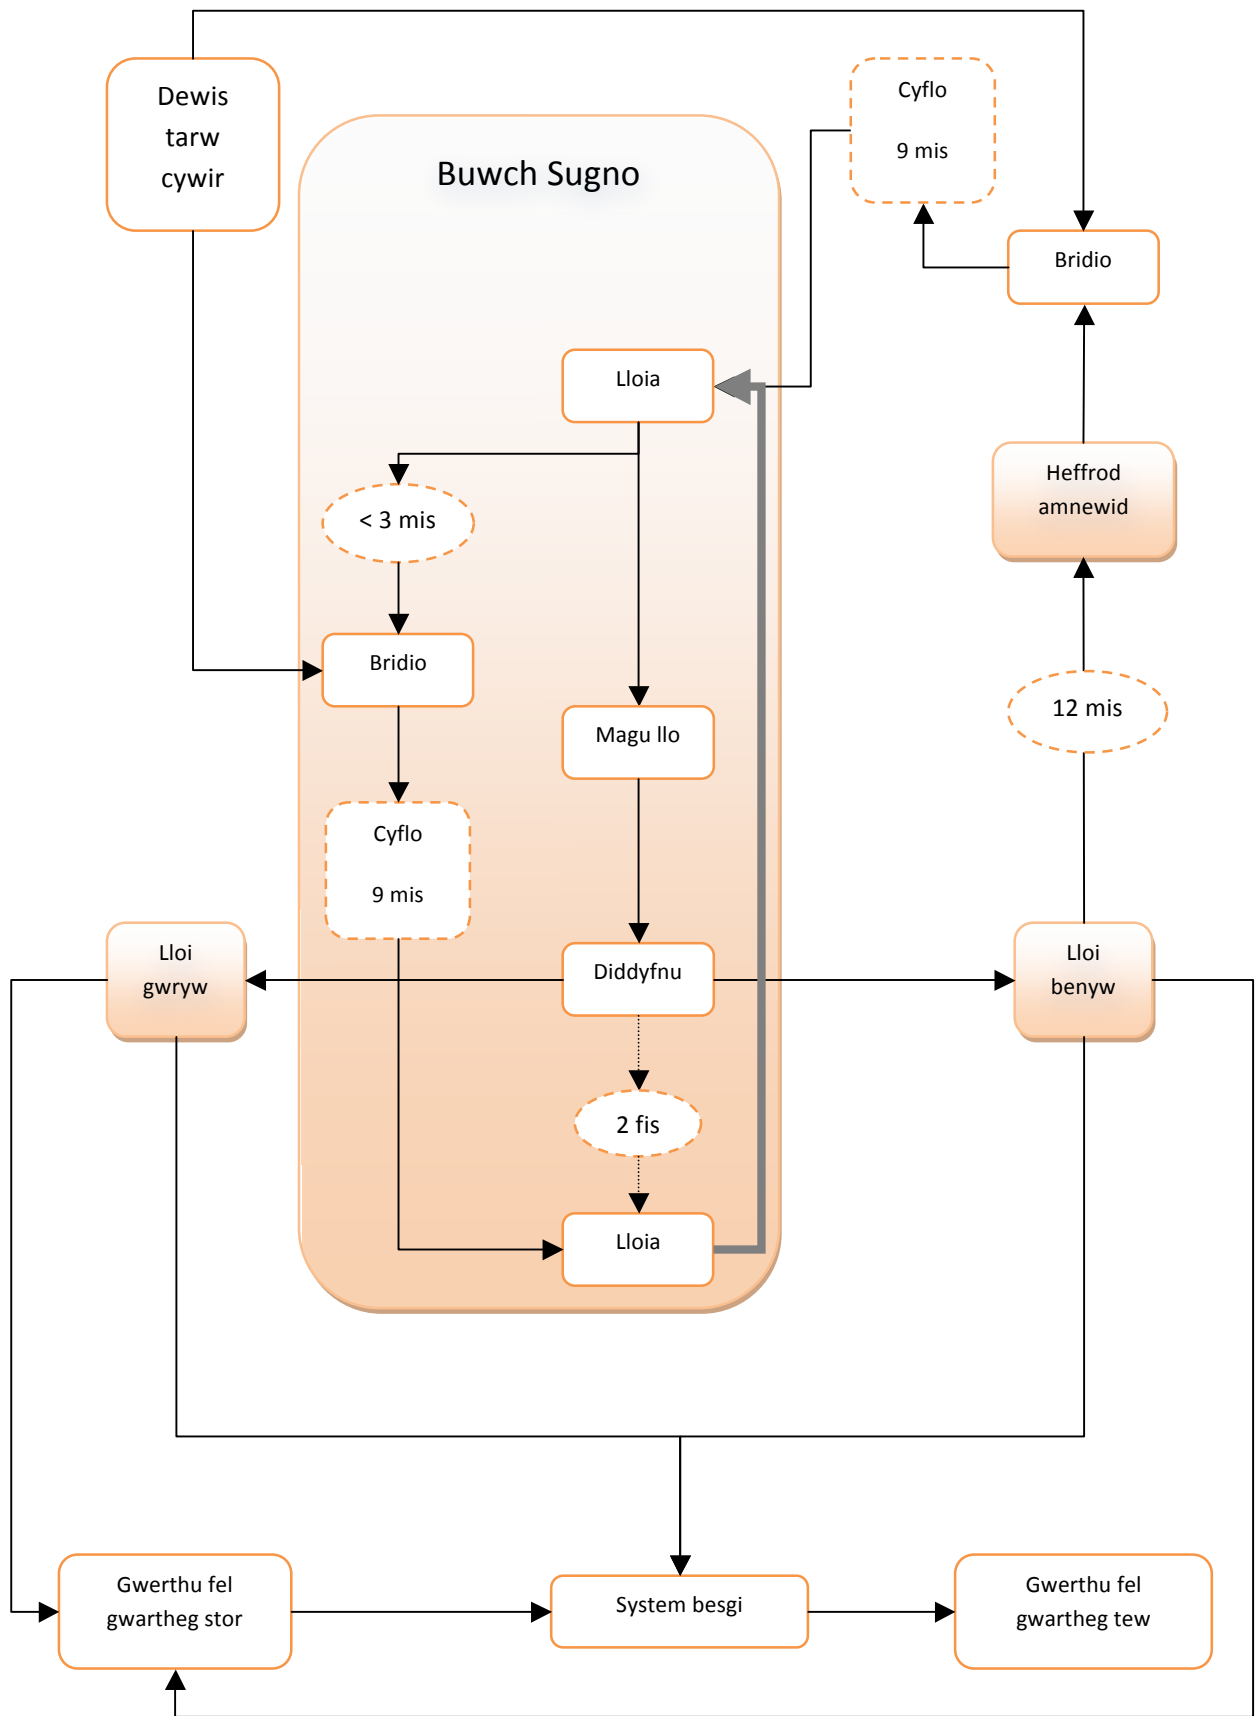 Dewis
tarw
cywir
Cyflo
9 mis
Buwch Sugno
Bridio
Lloia
Heffrod
amnewid
< 3 mis
Bridio
12 mis
Magu llo
Cyflo
9 mis
Lloi
gwryw
Diddyfnu
Lloi
benyw
2 fis
Lloia
Gwerthu fel
gwartheg stor
System besgi
Gwerthu fel
gwartheg tew